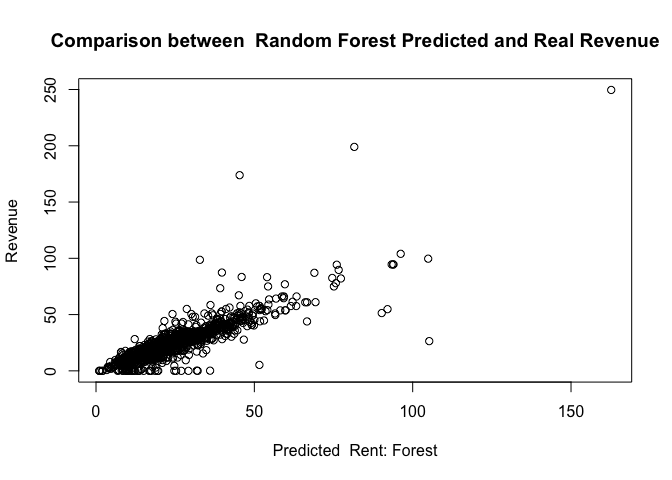 Comparison between  Random Forest Predicted and Real Revenue
250
200
150
100
50
0
Revenue
0 50 100 150
Predicted  Rent: Forest